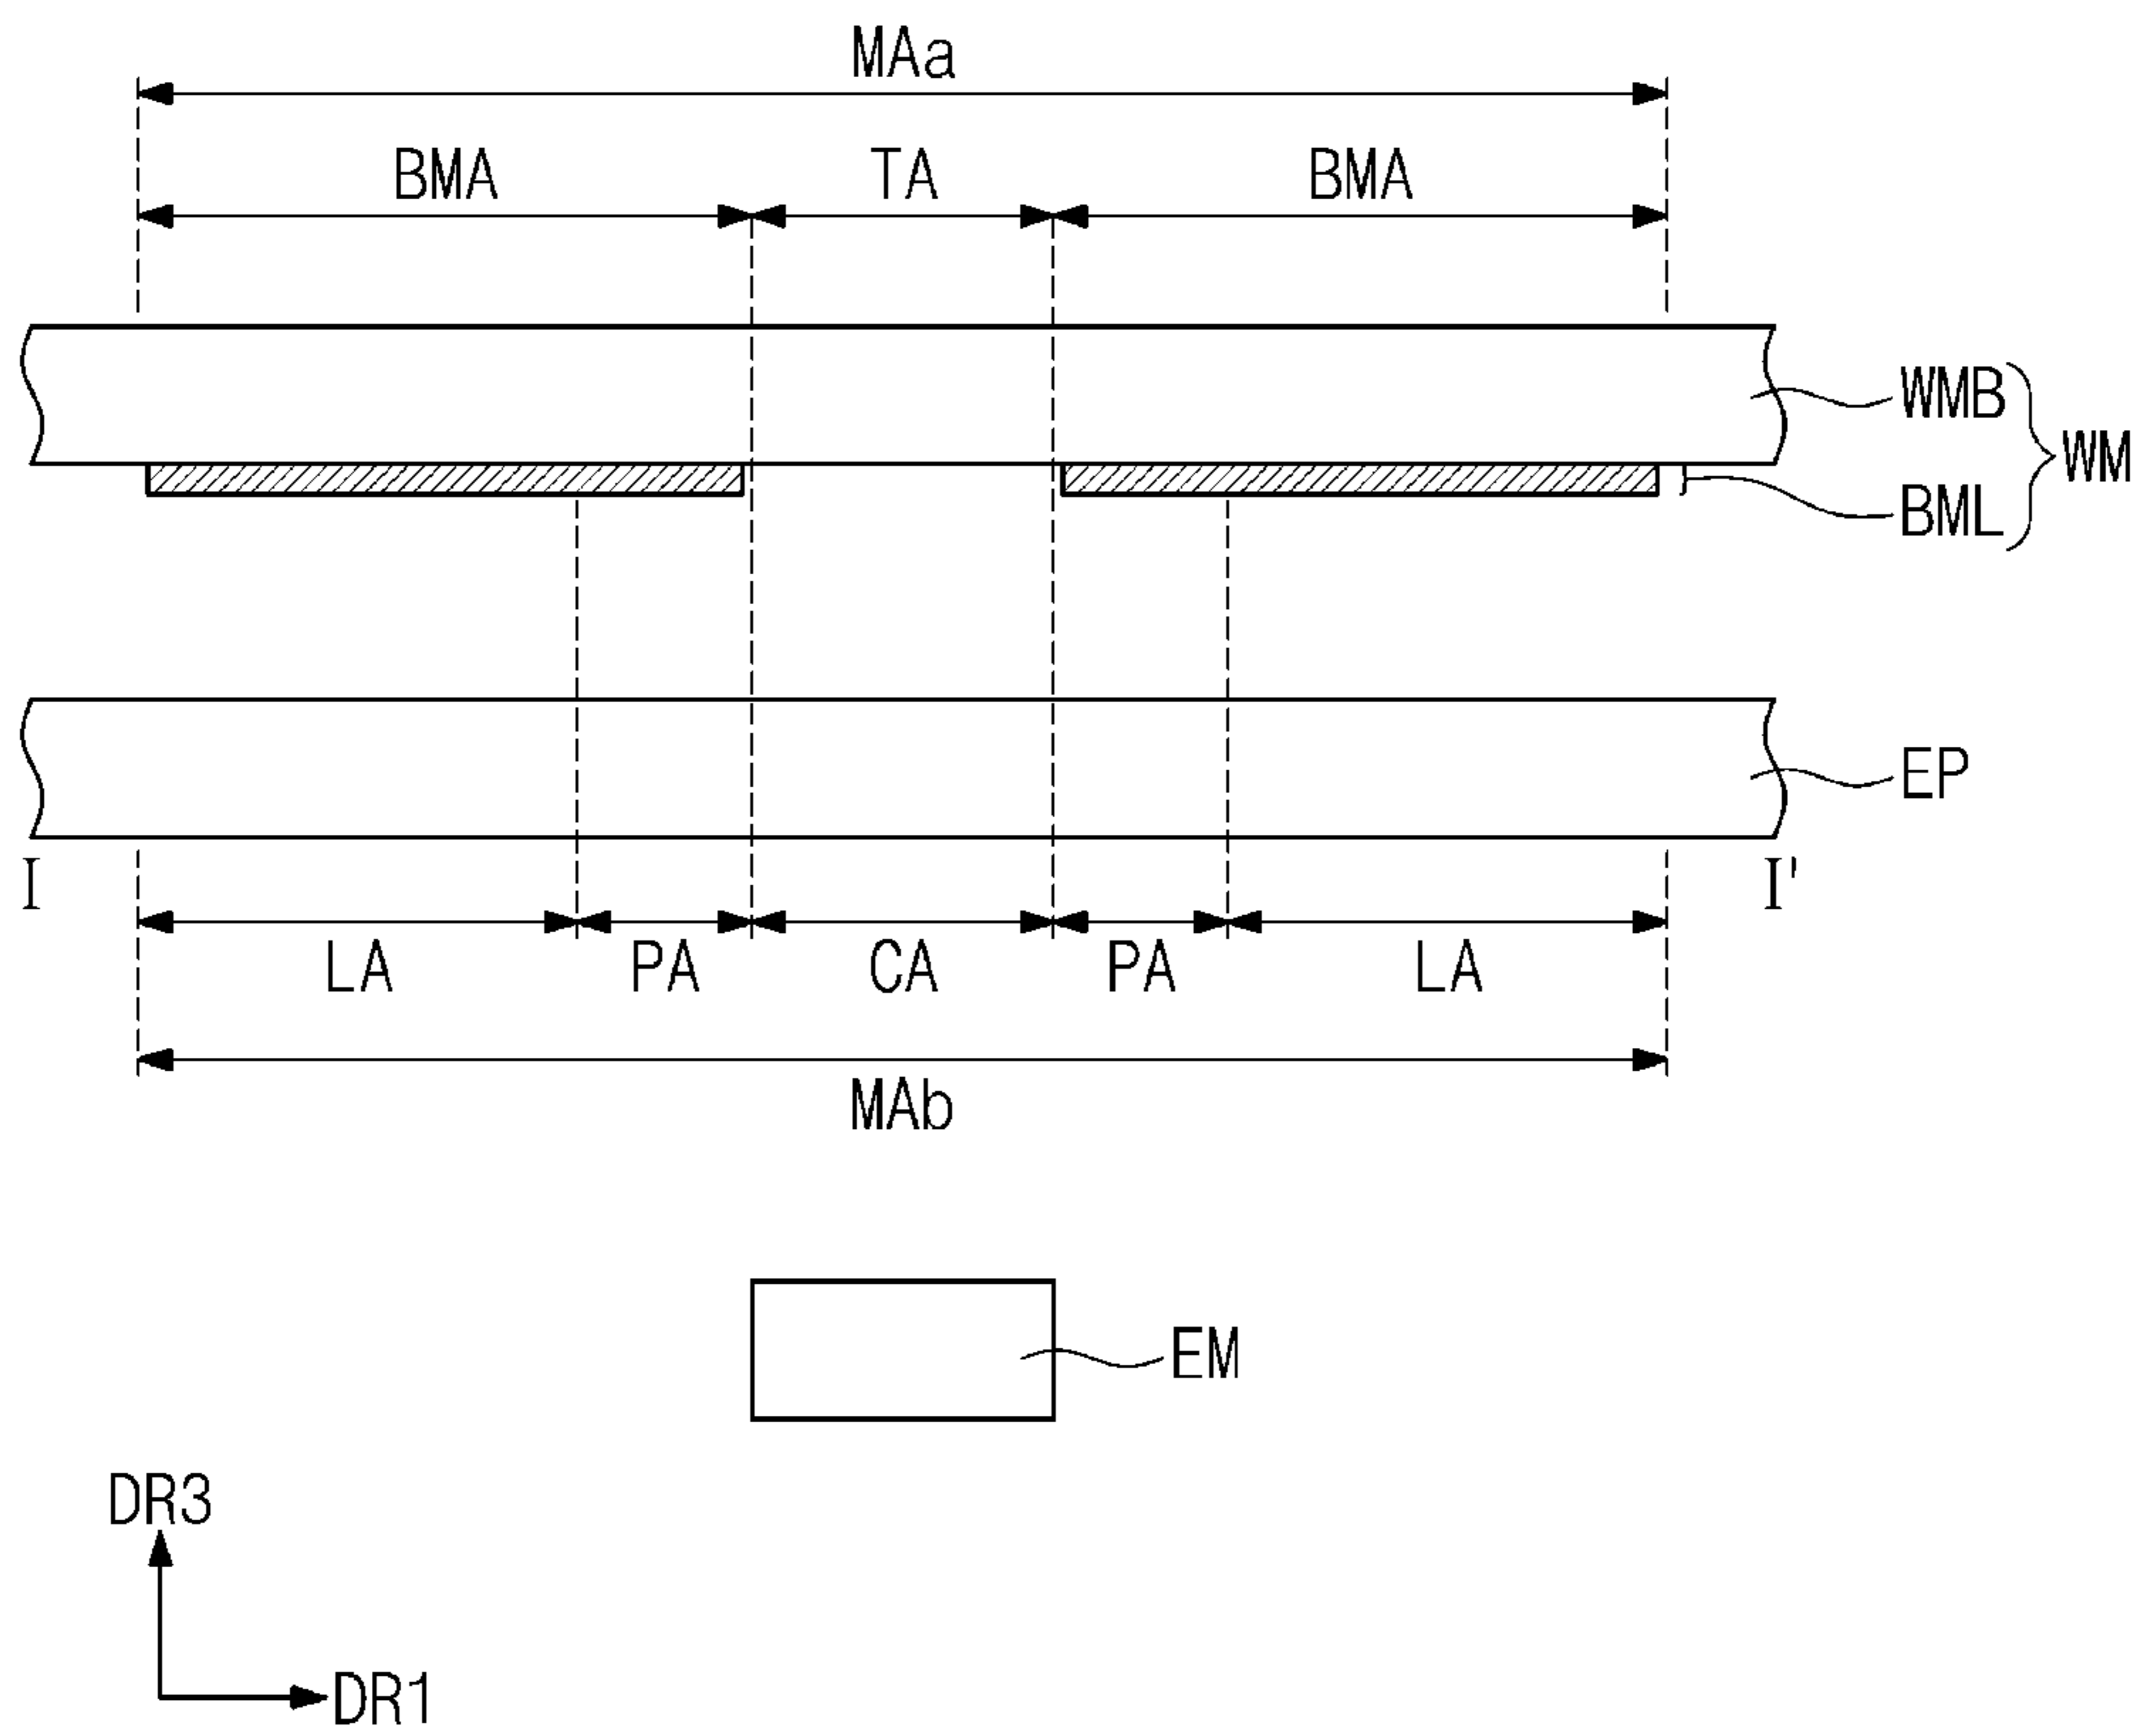 MAa
BMA TA BMA
WMB
WM
BML
EP
I I'
LA PA CA PA LA
MAb
EM
DR3
DR1